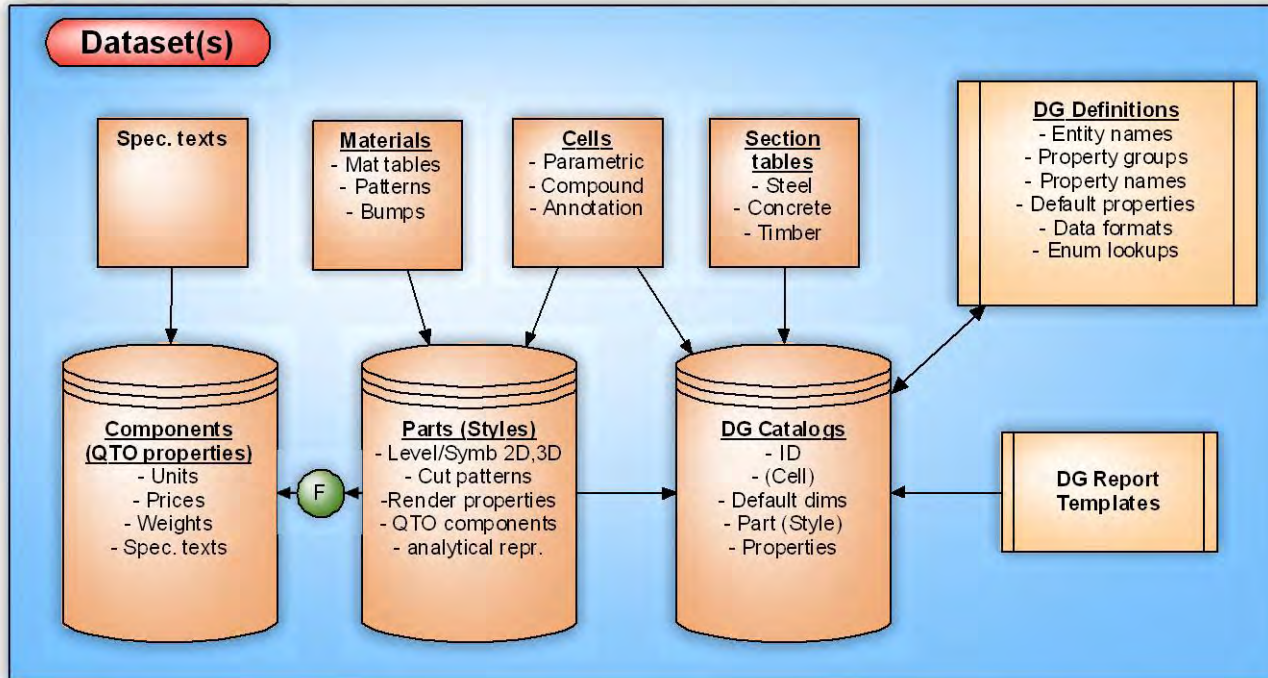 Dataset(s)
Spec. texts
Materials
- Mat tables
- Patterns
- Bumps
Cells
- Parametric
- Compound
- Annotation
Section
tables
- Steel
- Concrete
- Timber
DG Definitions
- Entity names
- Property groups
- Property names
- Default properties
- Data formats
- Enum lookups
Components
(QTO properties)
- Units
- Prices
- Weights
- Spec. texts
F
Parts (Styles)
- Level/Symb 2D,3D
- Cut patterns
-Render properties
- QTO components
- analytical repr.
DG Catalogs
- ID
- (Cell)
- Default dims
- Part (Style)
- Properties
DG Report
Templates